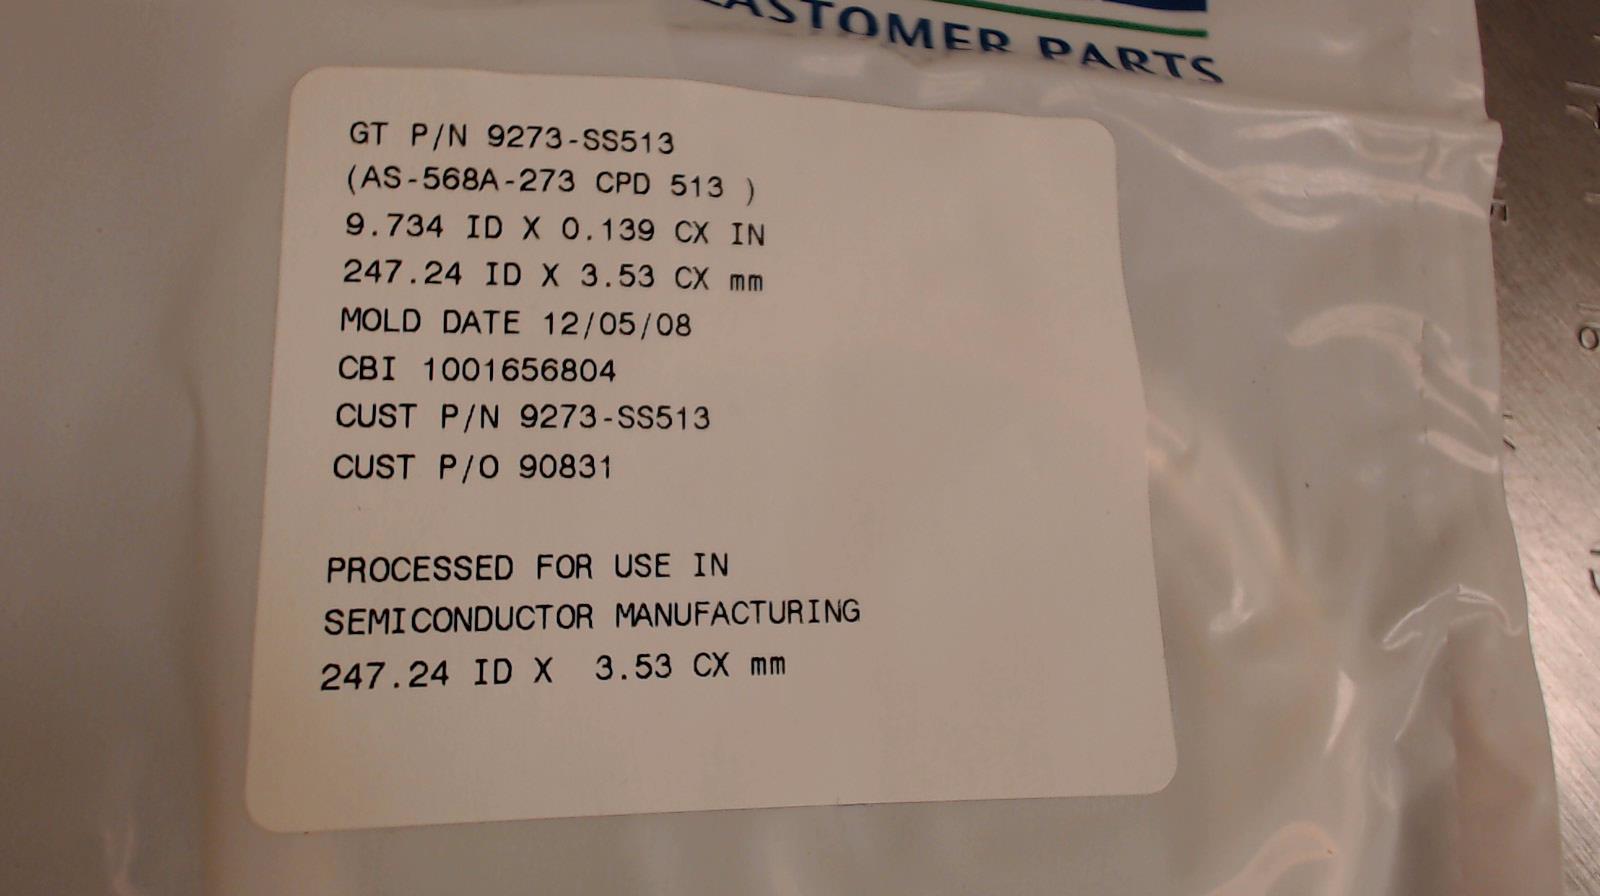 LASTOMER PARTS
GT P/N 9273-SS513
(AS-568A-273 CPD 513 )
9.734 ID X 0.139 CX IN
247.24 ID X 3.53 CX mm
MOLD DATE 12/05/08
CBI 1001656804
CUST P/N 9273-SS513
CUST P/O 90831
PROCESSED FOR USE IN
SEMICONDUCTOR MANUFACTURING
247.24 ID X 3.53 CX mm